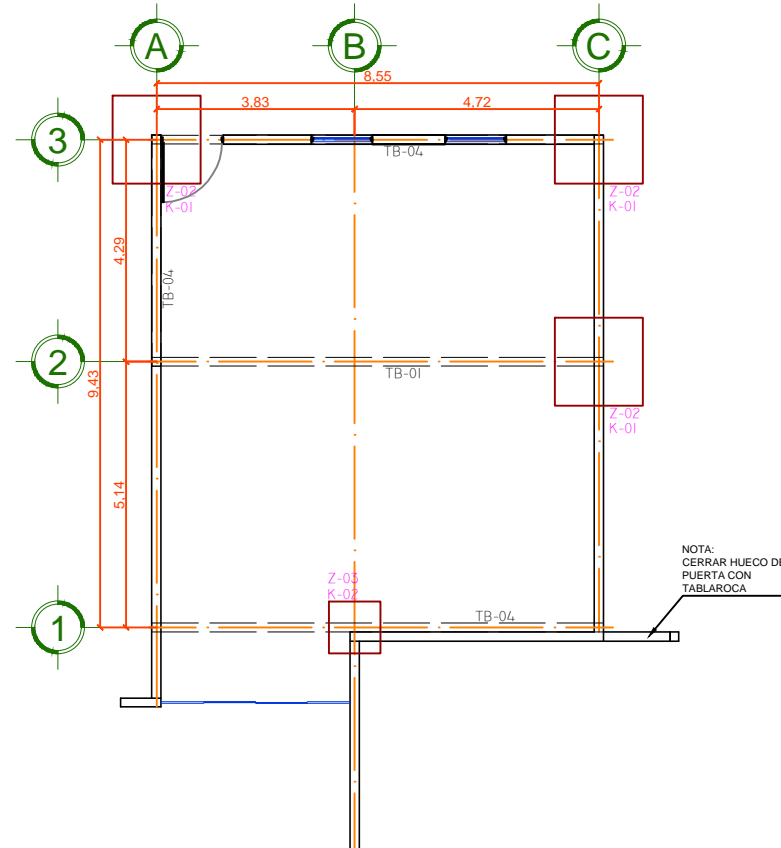 A
B
C
8,55
3,83
4,72
3
TB-04
Z-02
K-01
Z-02
K-01
4,29
TB-04
2
9,43
TB-01
Z-02
K-01
5,14
NOTA:
CERRAR HUECO DE
PUERTA CON
TABLAROCA
Z-03
K-02
TB-04
1